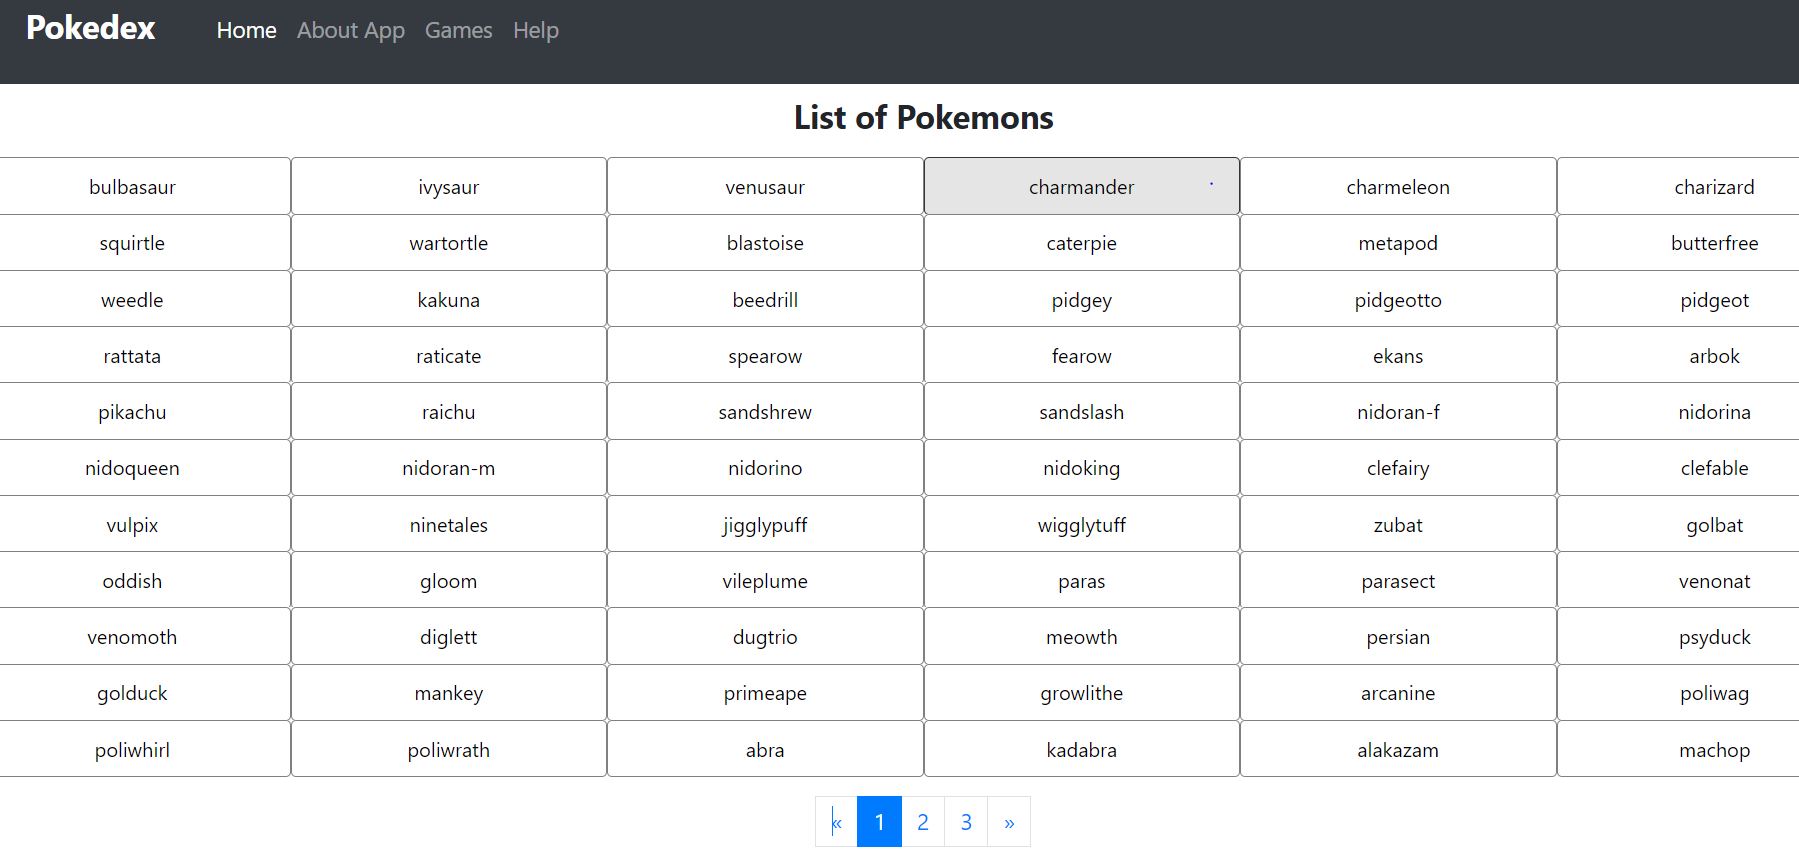 Pokedex Home About App Games Help
List of Pokemons
bulbasaur ivysaur venusaur charmander charmeleon charizard
squirtle wartortle blastoise caterpie metapod butterfree
weedle kakuna beedrill pidgey pidgeotto pidgeot
rattata raticate spearow fearow ekans arbok
pikachu raichu sandshrew sandslash nidoran-f nidorina
nidoqueen nidoran-m nidorino nidoking clefairy clefable
vulpix ninetales jigglypuff wigglytuff zubat golbat
oddish gloom vileplume paras parasect venonat
venomoth diglett dugtrio meowth persian psyduck
golduck mankey primeape growlithe arcanine poliwag
poliwhirl poliwrath abra kadabra alakazam machop
« 1 2 3 »